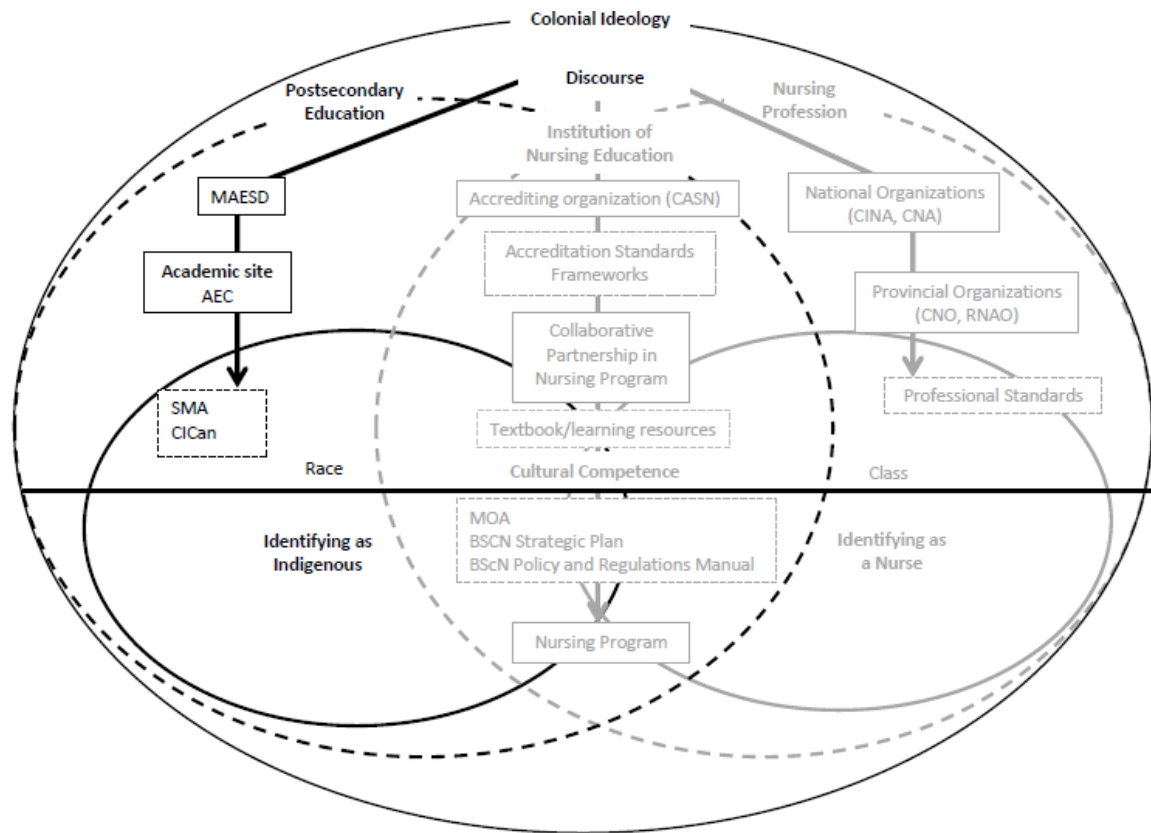 Colonial Ideology
Discourse
Postsecondary
Education
Nursing
Profession
Institution of
Nursing Education
MAESD
Accrediting organization (CASN)
National Organizations
(CINA, CNA)
Academic site
AEC
Accreditation Standards
Frameworks
Provincial Organizations
(CNO, RNAO)
Collaborative
Partnership in
Nursing Program
SMA
CICan
Professional Standards
Textbook/learning resources
Race
Cultural Competence
Class
Identifying as
Indigenous
MOA
BSCN Strategic Plan
BScN Policy and Regulations Manual
Identifying as
a Nurse
Nursing Program